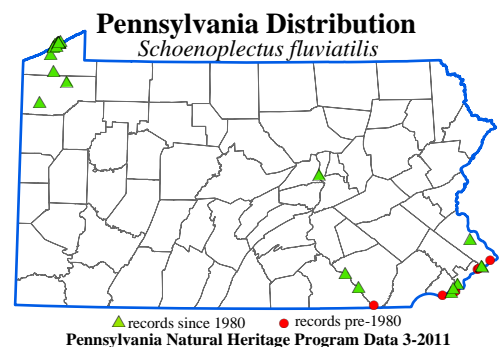 Pennsylvania Distribution
Schoenoplectus fluviatilis
records since 1980 records pre-1980
Pennsylvania Natural Heritage Program Data 3-2011